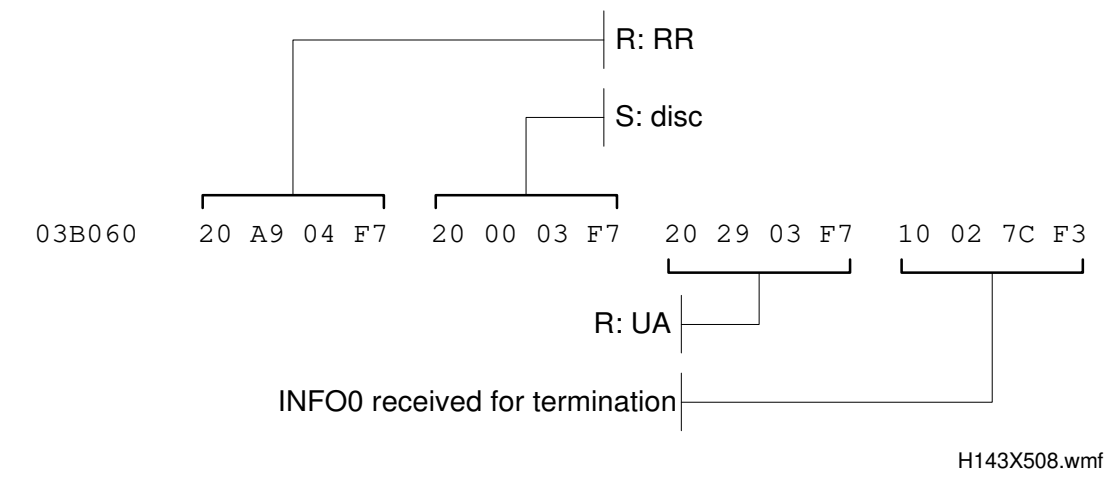 R: RR
S: disc
03B060 20 A9 04 F7 20 00 03 F7 20 29 03 F7 10 02 7C F3
R: UA
INFO0 received for termination
H143X508.wmf